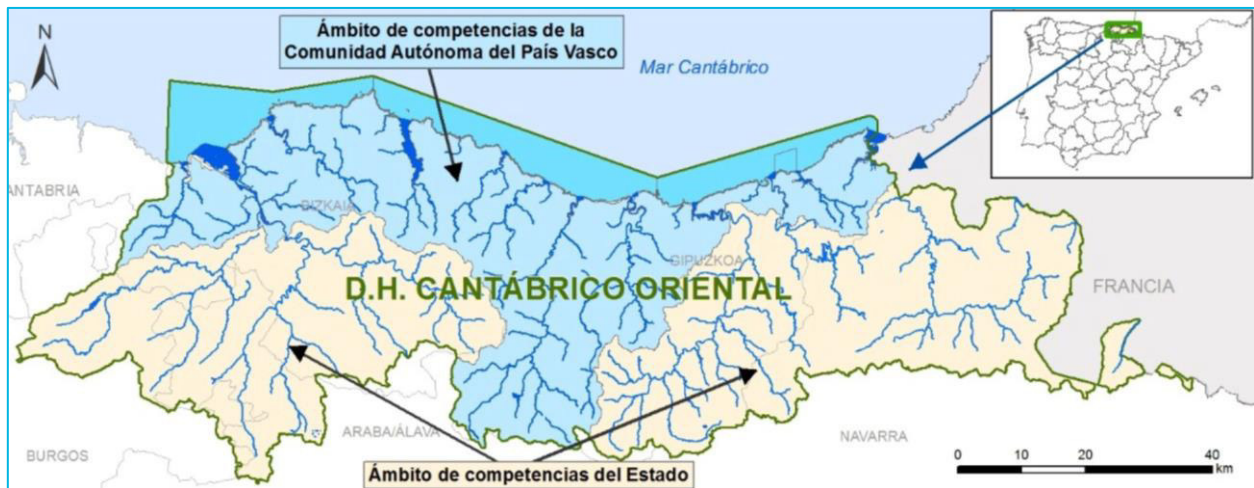 N
Ámbito de competencias de la
Comunidad Autónoma del País Vasco
Mar Cantábrico
CANTABRIA
BIZKAIA
GIPUZKOA
D.H. CANTÁBRICO ORIENTAL
FRANCIA
ARABA/ÁLAVA
NAVARRA
BURGOS
Ámbito de competencias del Estado
0 10 20 40
km